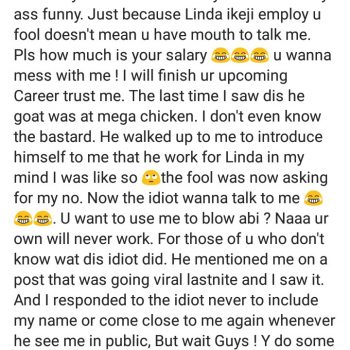 ass funny. Just because Linda ikeji employ u
fool doesn't mean u have mouth to talk me.
Pls how much is your salary 😂😂😂 u wanna
mess with me ! I will finish ur upcoming
Career trust me. The last time I saw dis he
goat was at mega chicken. I don't even know
the bastard. He walked up to me to introduce
himself to me that he work for Linda in my
mind I was like so 🙄the fool was now asking
for my no. Now the idiot wanna talk to me 😂
😂😂. U want to use me to blow abi ? Naaa ur
own will never work. For those of u who don't
know wat dis idiot did. He mentioned me on a
post that was going viral lastnite and I saw it.
And I responded to the idiot never to include
my name or come close to me again whenever
he see me in public, But wait Guys ! Y do some